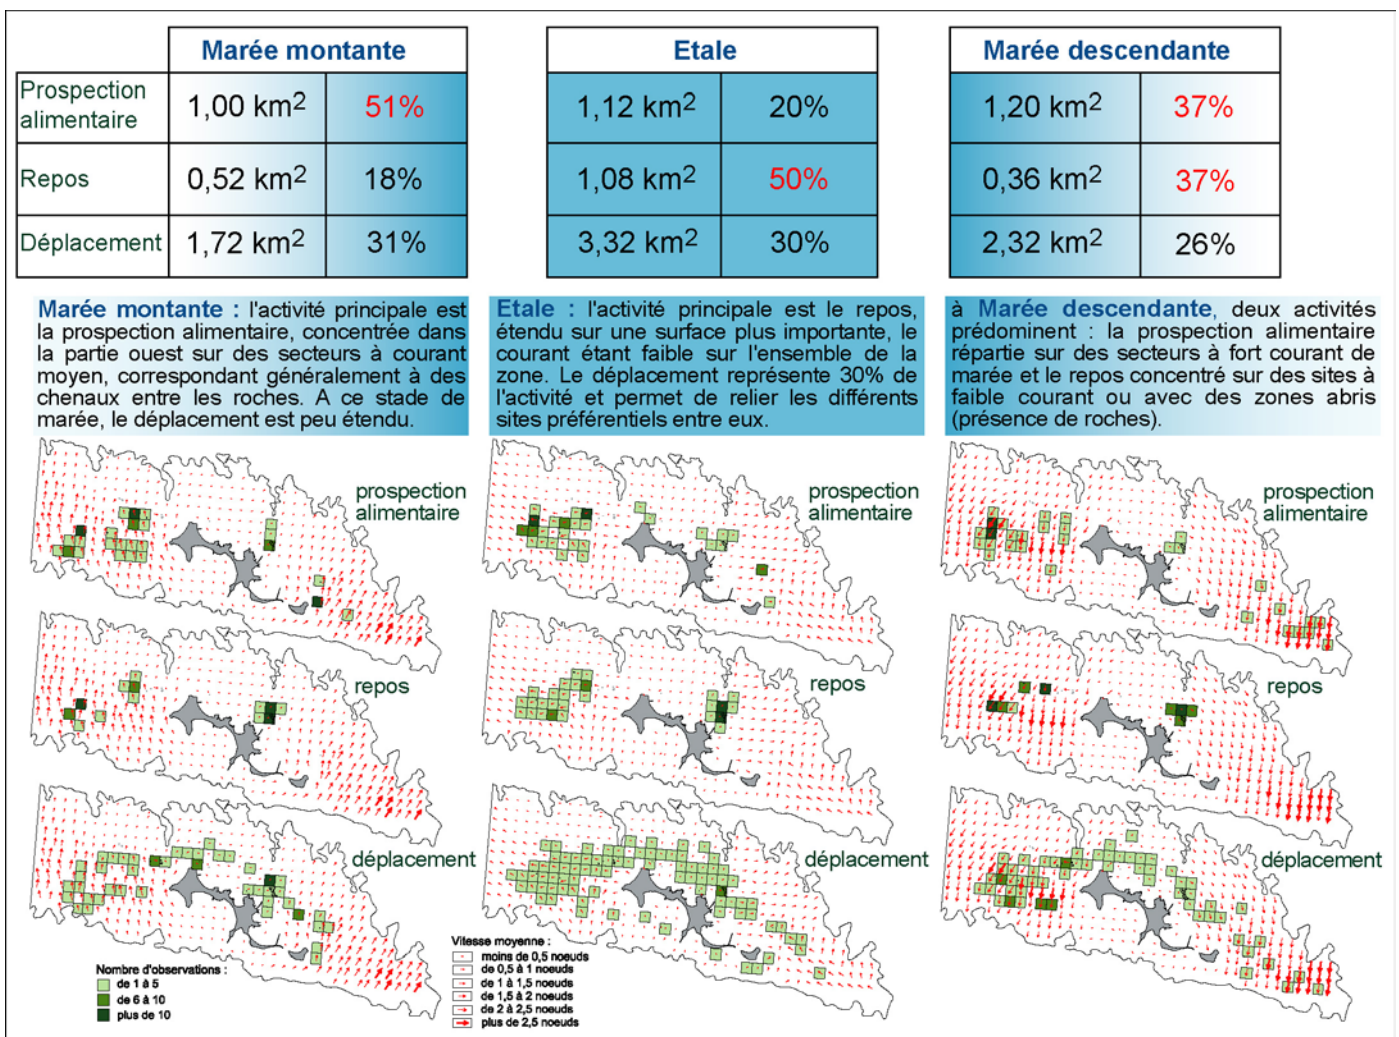 Marée montante
Etale
Marée descendante
Prospection alimentaire
1,00 km2
51%
1,12 km2
20%
1,20 km2
37%
Repos
0,52 km2
18%
1,08 km2
50%
0,36 km2
37%
Déplacement
1,72 km2
31%
3,32 km2
30%
2,32 km2
26%
Marée montante : l'activité principale est
la prospection alimentaire, concentrée dans
la partie ouest sur des secteurs à courant
moyen, correspondant généralement à des
chenaux entre les roches. A ce stade de
marée, le déplacement est peu étendu.
Etale : l'activité principale est le repos,
étendu sur une surface plus importante, le
courant étant faible sur l'ensemble de la
zone. Le déplacement représente 30% de
l'activité et permet de relier les différents
sites préférentiels entre eux.
à Marée descendante, deux activités
prédominent : la prospection alimentaire
répartie sur des secteurs à fort courant de
marée et le repos concentré sur des sites à
faible courant ou avec des zones abris
(présence de roches).
prospection
alimentaire
prospection
alimentaire
prospection
alimentaire
repos
repos
repos
déplacement
déplacement
déplacement
Nombre d'observations :
de 1 à 5
de 6 à 10
plus de 10
Vitesse moyenne :
moins de 0,5 noeuds
de 0,5 à 1 noeuds
de 1 à 1,5 noeuds
de 1,5 à 2 noeuds
de 2 à 2,5 noeuds
plus de 2,5 noeuds